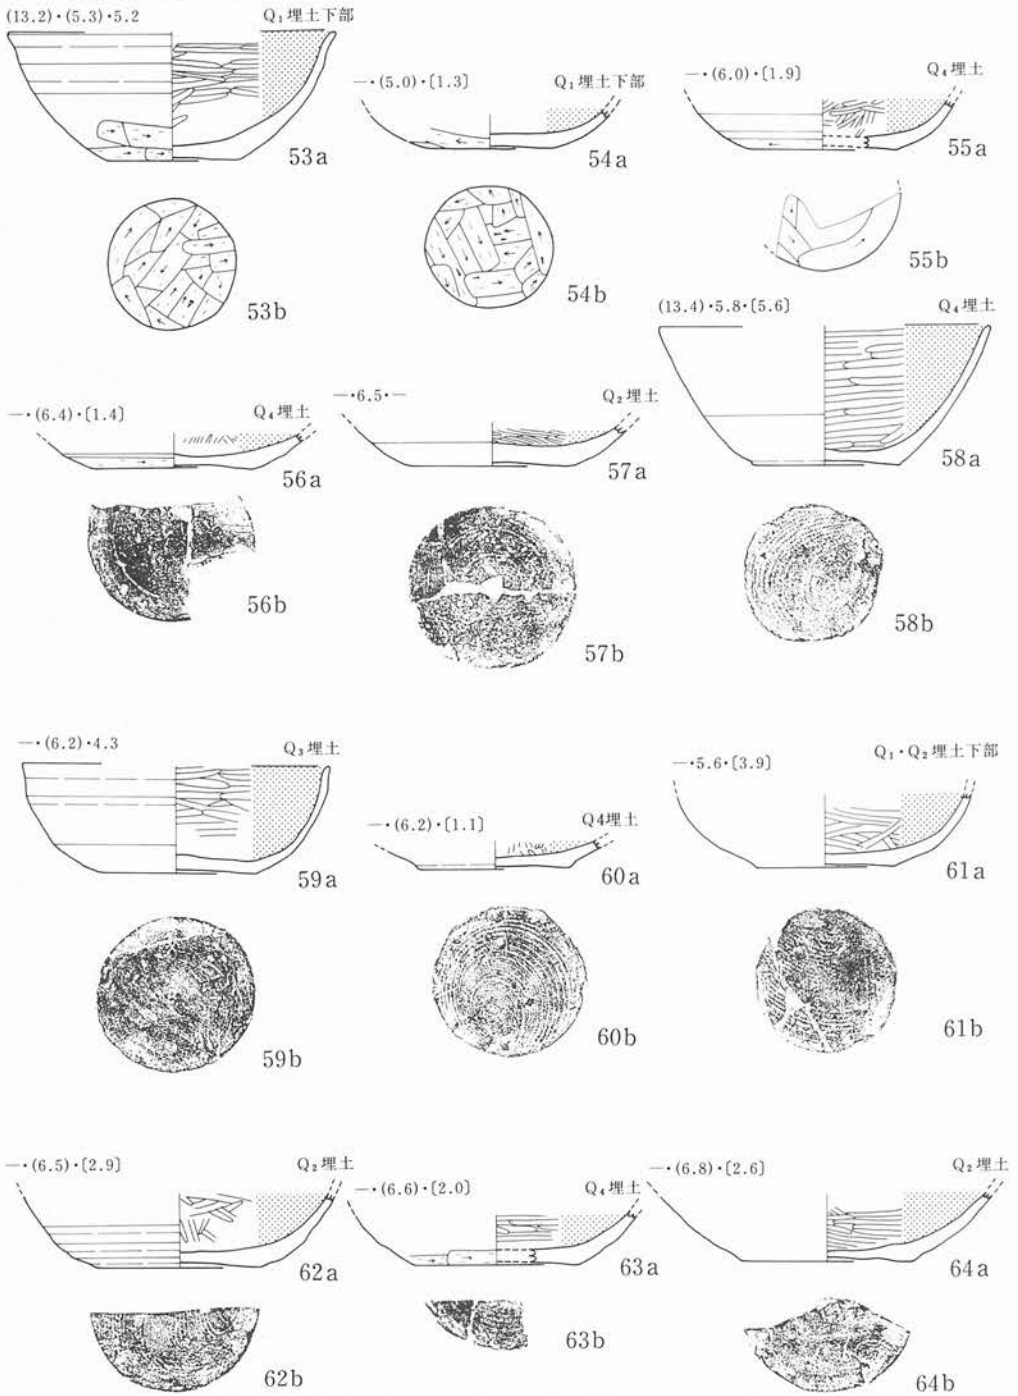 (13.2)・(5.3)・5.2 Q₁埋土下部
53a
53b
—・(5.0)・〔1.3〕 Q₁埋土下部
54a
54b
—・(6.0)・〔1.9〕 Q₄埋土
55a
55b
—・(6.4)・〔1.4〕 Q₄埋土
56a
56b
—・6.5・— Q₂埋土
57a
57b
(13.4)・5.8・〔5.6〕 Q₄埋土
58a
58b
—・(6.2)・4.3 Q₃埋土
59a
59b
—・(6.2)・〔1.1〕 Q4埋土
60a
60b
—・5.6・〔3.9〕 Q₁・Q₂埋土下部
61a
61b
—・(6.5)・〔2.9〕 Q₂埋土
62a
62b
—・(6.6)・〔2.0〕 Q₄埋土
63a
63b
—・(6.8)・〔2.6〕 Q₂埋土
64a
64b